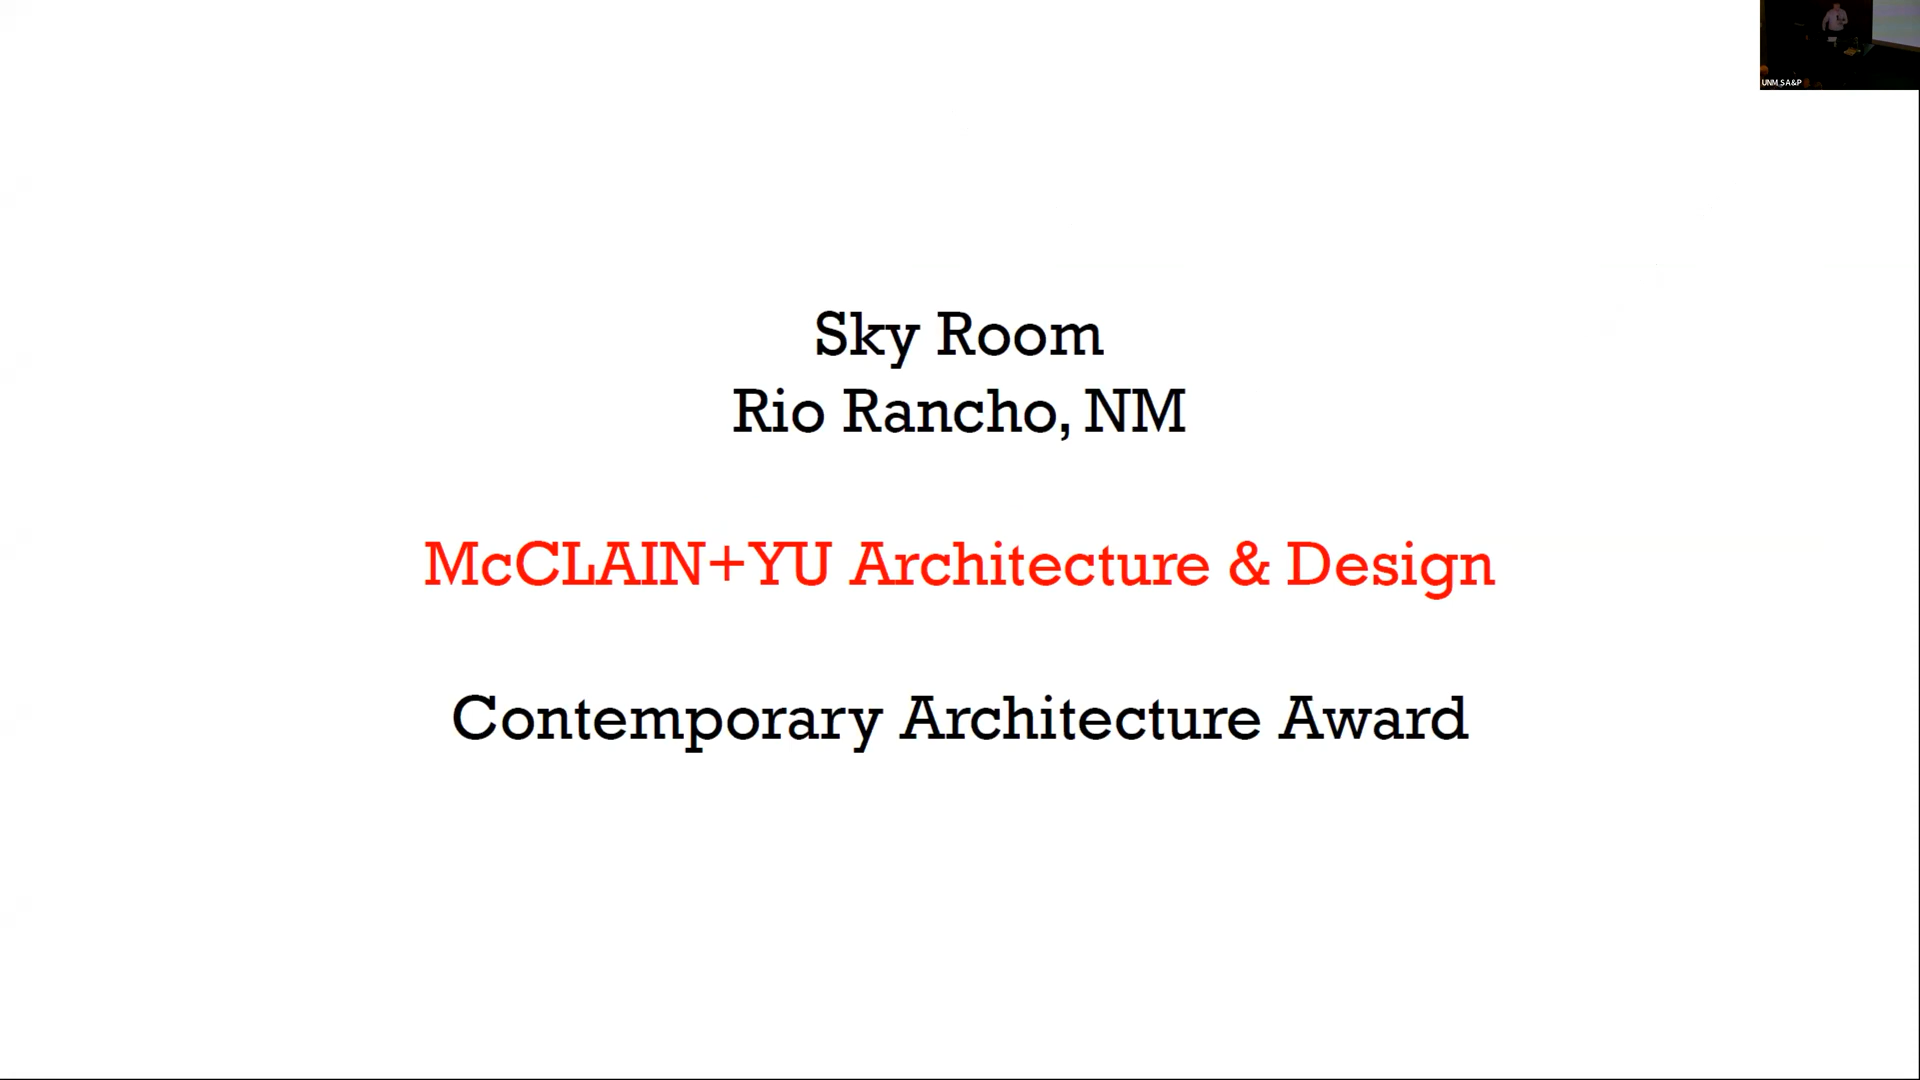 UNM SA&P
Sky Room
Rio Rancho, NM
McCLAIN+YU Architecture & Design
Contemporary Architecture Award